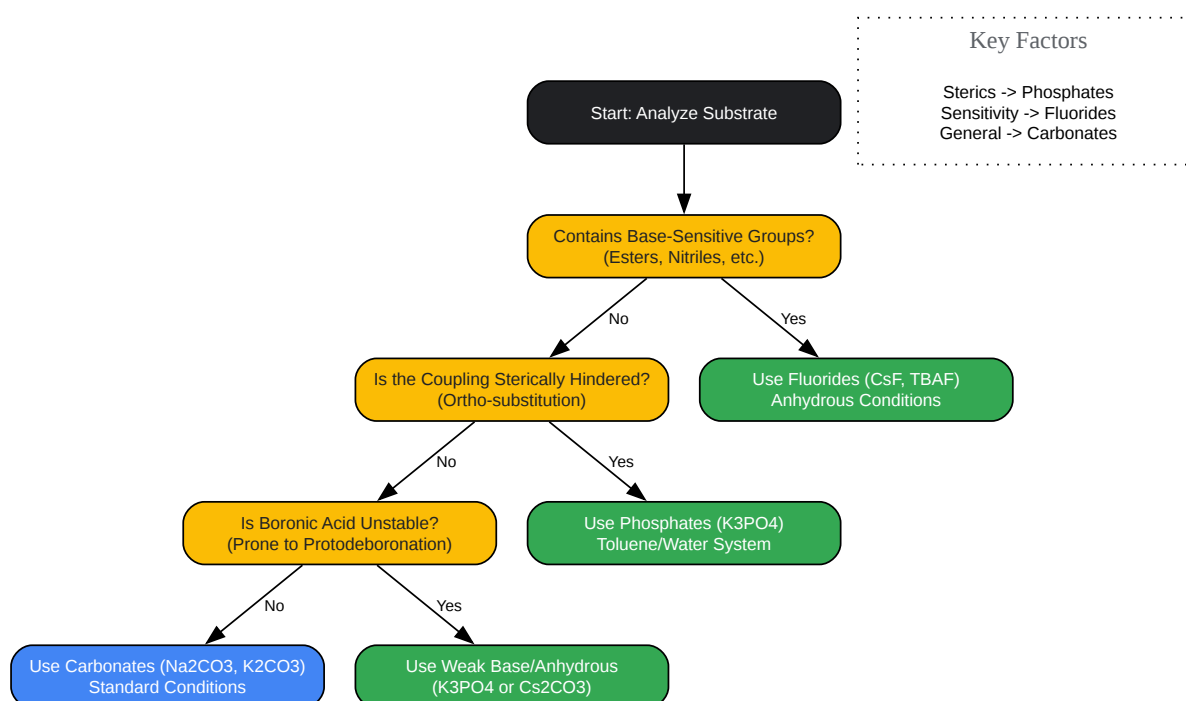 Key Factors
Sterics -> Phosphates
Sensitivity -> Fluorides
General -> Carbonates
Start: Analyze Substrate
Contains Base-Sensitive Groups?
(Esters, Nitriles, etc.)
No
Yes
Is the Coupling Sterically Hindered?
(Ortho-substitution)
Use Fluorides (CsF, TBAF)
Anhydrous Conditions
No
Yes
Is Boronic Acid Unstable?
(Prone to Protodeboronation)
Use Phosphates (K3PO4)
Toluene/Water System
No
Yes
Use Carbonates (Na2CO3, K2CO3)
Standard Conditions
Use Weak Base/Anhydrous
(K3PO4 or Cs2CO3)